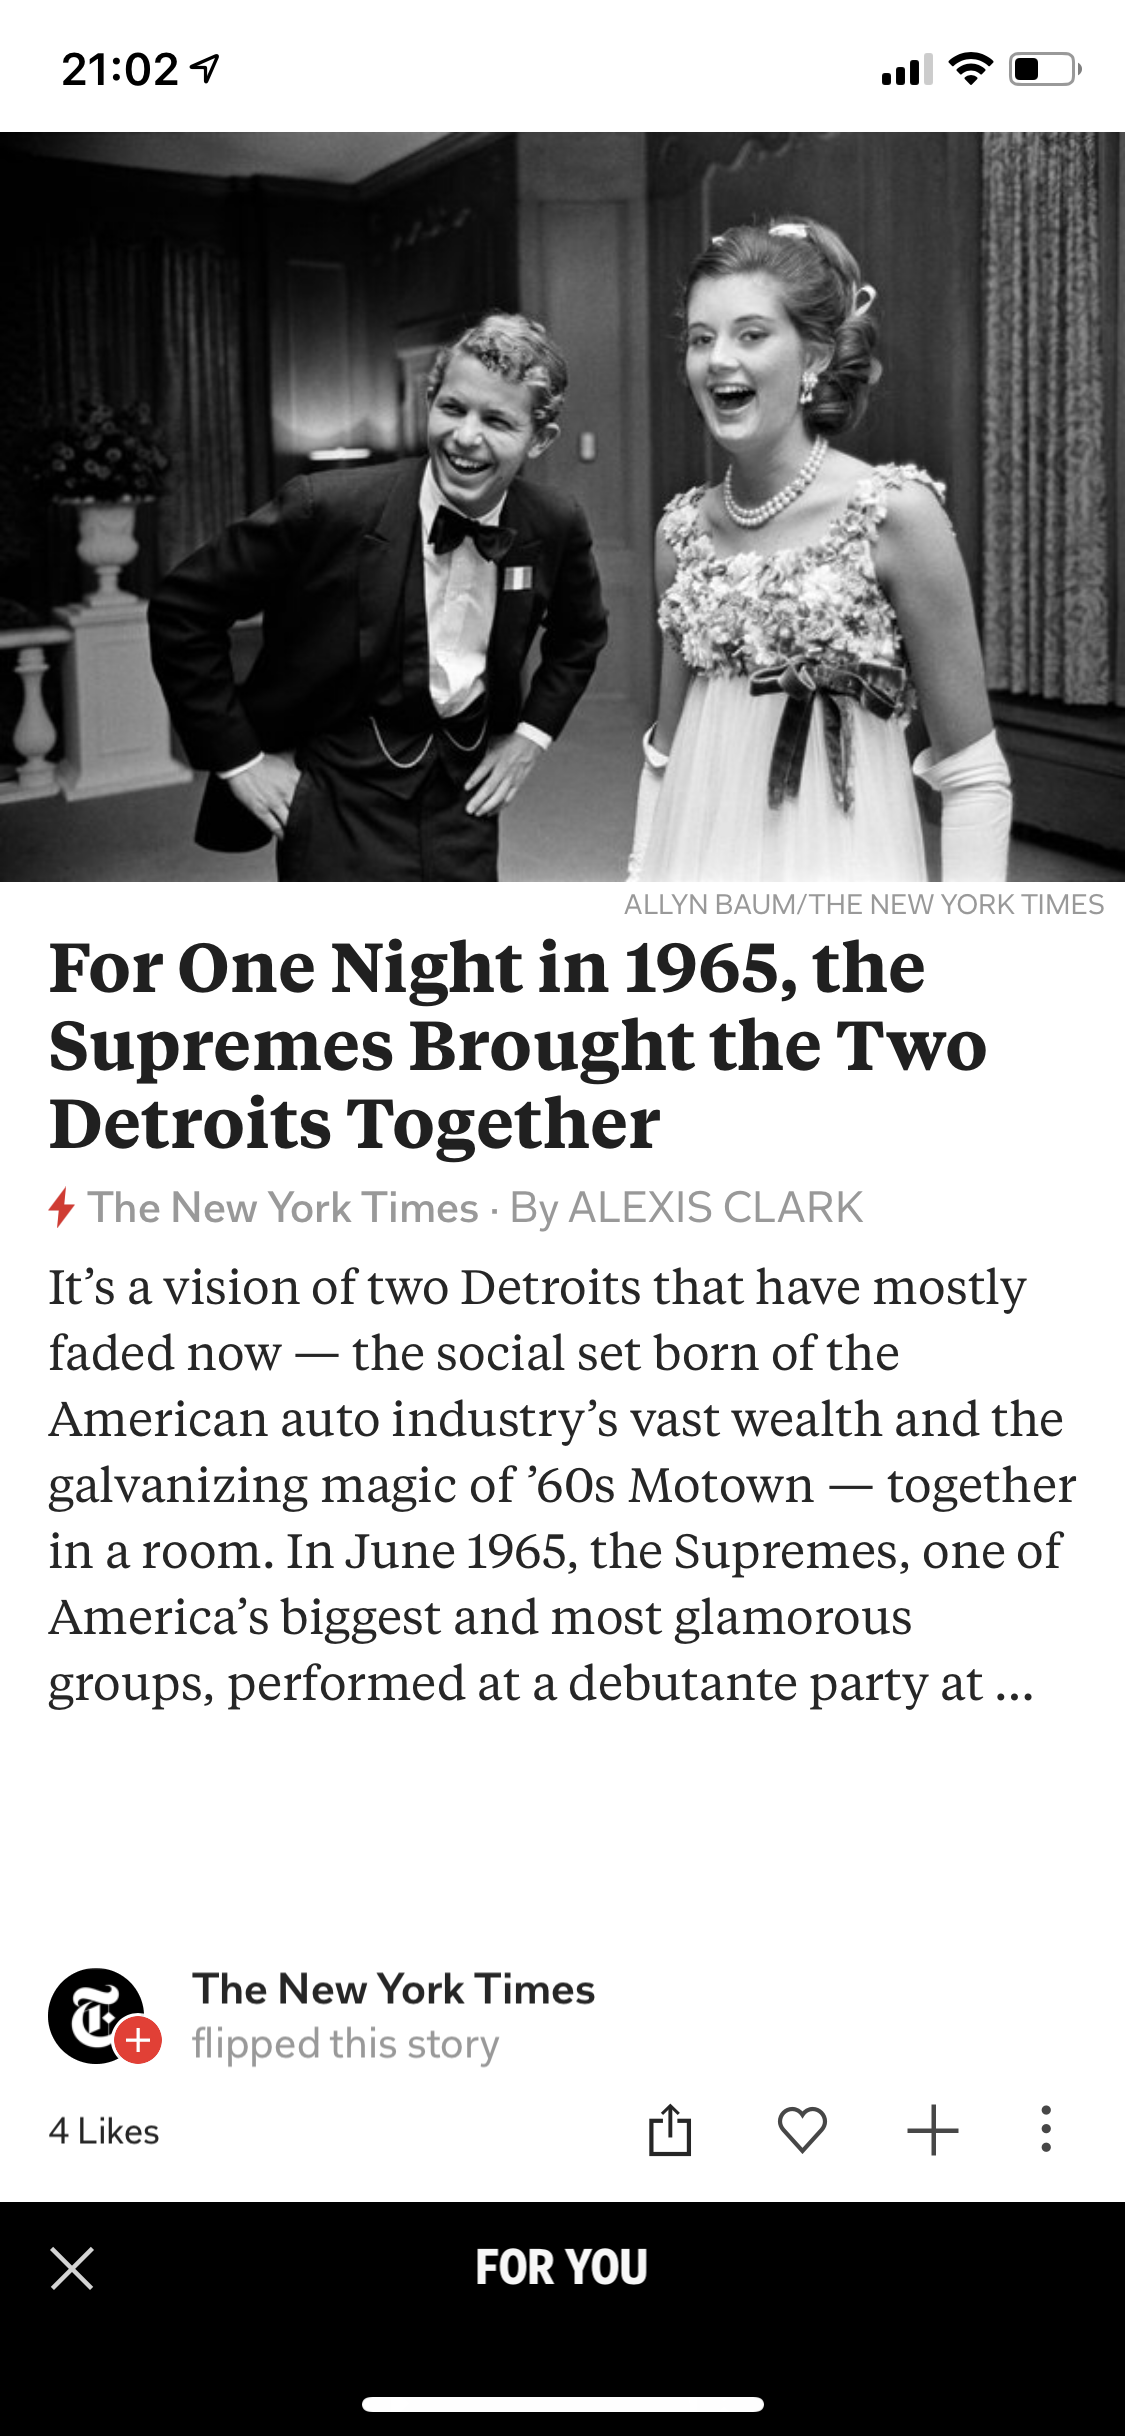 21:02
ALLYN BAUM/THE NEW YORK TIMES
For One Night in 1965, the
Supremes Brought the Two
Detroits Together
The New York Times · By ALEXIS CLARK
It’s a vision of two Detroits that have mostly
faded now — the social set born of the
American auto industry’s vast wealth and the
galvanizing magic of ’60s Motown — together
in a room. In June 1965, the Supremes, one of
America’s biggest and most glamorous
groups, performed at a debutante party at ...
The New York Times
flipped this story
4 Likes
FOR YOU